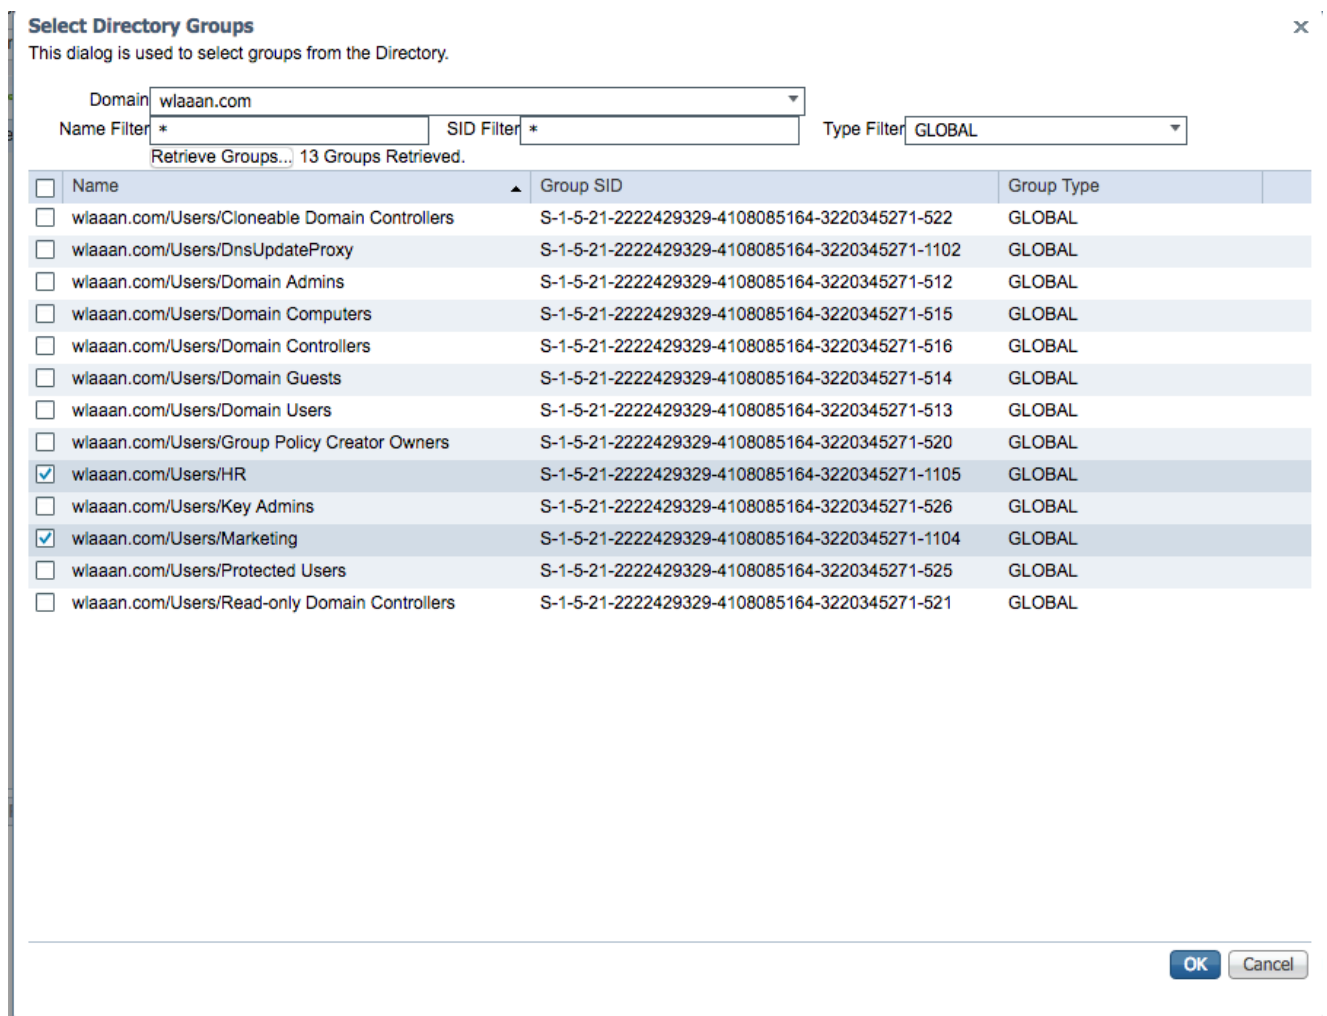 Select Directory Groups
This dialog is used to select groups from the Directory.
Domain wlaaan.com
Name Filter * SID Filter * Type Filter GLOBAL
Retrieve Groups... 13 Groups Retrieved.
Name Group SID Group Type
wlaaan.com/Users/Cloneable Domain Controllers S-1-5-21-2222429329-4108085164-3220345271-522 GLOBAL
wlaaan.com/Users/DnsUpdateProxy S-1-5-21-2222429329-4108085164-3220345271-1102 GLOBAL
wlaaan.com/Users/Domain Admins S-1-5-21-2222429329-4108085164-3220345271-512 GLOBAL
wlaaan.com/Users/Domain Computers S-1-5-21-2222429329-4108085164-3220345271-515 GLOBAL
wlaaan.com/Users/Domain Controllers S-1-5-21-2222429329-4108085164-3220345271-516 GLOBAL
wlaaan.com/Users/Domain Guests S-1-5-21-2222429329-4108085164-3220345271-514 GLOBAL
wlaaan.com/Users/Domain Users S-1-5-21-2222429329-4108085164-3220345271-513 GLOBAL
wlaaan.com/Users/Group Policy Creator Owners S-1-5-21-2222429329-4108085164-3220345271-520 GLOBAL
wlaaan.com/Users/HR S-1-5-21-2222429329-4108085164-3220345271-1105 GLOBAL
wlaaan.com/Users/Key Admins S-1-5-21-2222429329-4108085164-3220345271-526 GLOBAL
wlaaan.com/Users/Marketing S-1-5-21-2222429329-4108085164-3220345271-1104 GLOBAL
wlaaan.com/Users/Protected Users S-1-5-21-2222429329-4108085164-3220345271-525 GLOBAL
wlaaan.com/Users/Read-only Domain Controllers S-1-5-21-2222429329-4108085164-3220345271-521 GLOBAL
OK Cancel